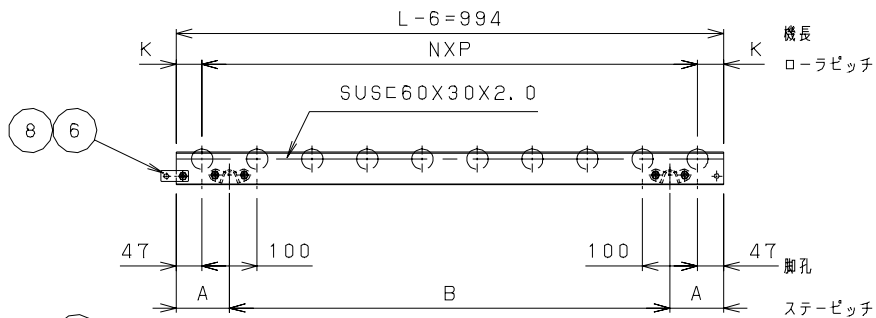 L-6=994
機長
K NXP K
ローラピッチ
SUS⊏60X30X2.0
8 6
47 100 100 47
脚孔
A B A
ステーピッチ